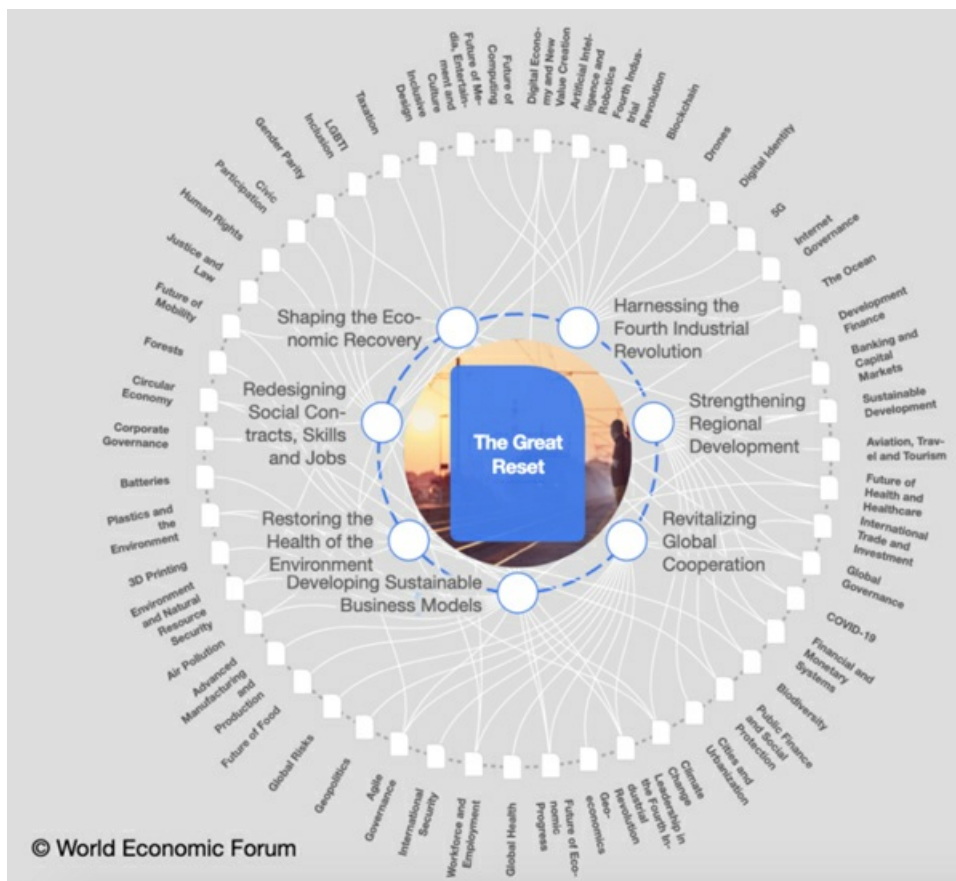 The Great
Reset
Shaping the Eco-
nomic Recovery
Harnessing the
Fourth Industrial
Revolution
Redesigning
Social Con-
tracts, Skills
and Jobs
Strengthening
Regional
Development
Restoring the
Health of the
Environment
Revitalizing
Global
Cooperation
Developing Sustainable
Business Models
Digital Econo-
my and New
Value Creation
Artificial Intel-
ligence and
Robotics
Fourth Indus-
trial
Revolution
Blockchain
Drones
Digital Identity
5G
Internet
Governance
The Ocean
Development
Finance
Banking and
Capital
Markets
Sustainable
Development
Aviation, Trav-
el and Tourism
Future of
Health and
Healthcare
International
Trade and
Investment
Global
Governance
COVID-19
Financial and
Monetary
Systems
Biodiversity
Public Finance
and Social
Protection
Cities and
Urbanization
Climate
Change
Leadership in
the Fourth In-
dustrial
Revolution
Geo-
economics
Future of Eco-
nomic
Progress
Global Health
Workforce and
Employment
International
Security
Agile
Governance
Geopolitics
Global Risks
Future of Food
Advanced
Manufacturing
and
Production
Air Pollution
Environment
and Natural
Resource
Security
3D Printing
Plastics and
the
Environment
Batteries
Corporate
Governance
Circular
Economy
Forests
Future of
Mobility
Justice and
Law
Human Rights
Civic
Participation
Gender Parity
LGBTI
Inclusion
Taxation
Inclusive
Design
Culture
Future of Me-
dia, Entertain-
ment and
Future of
Computing
© World Economic Forum